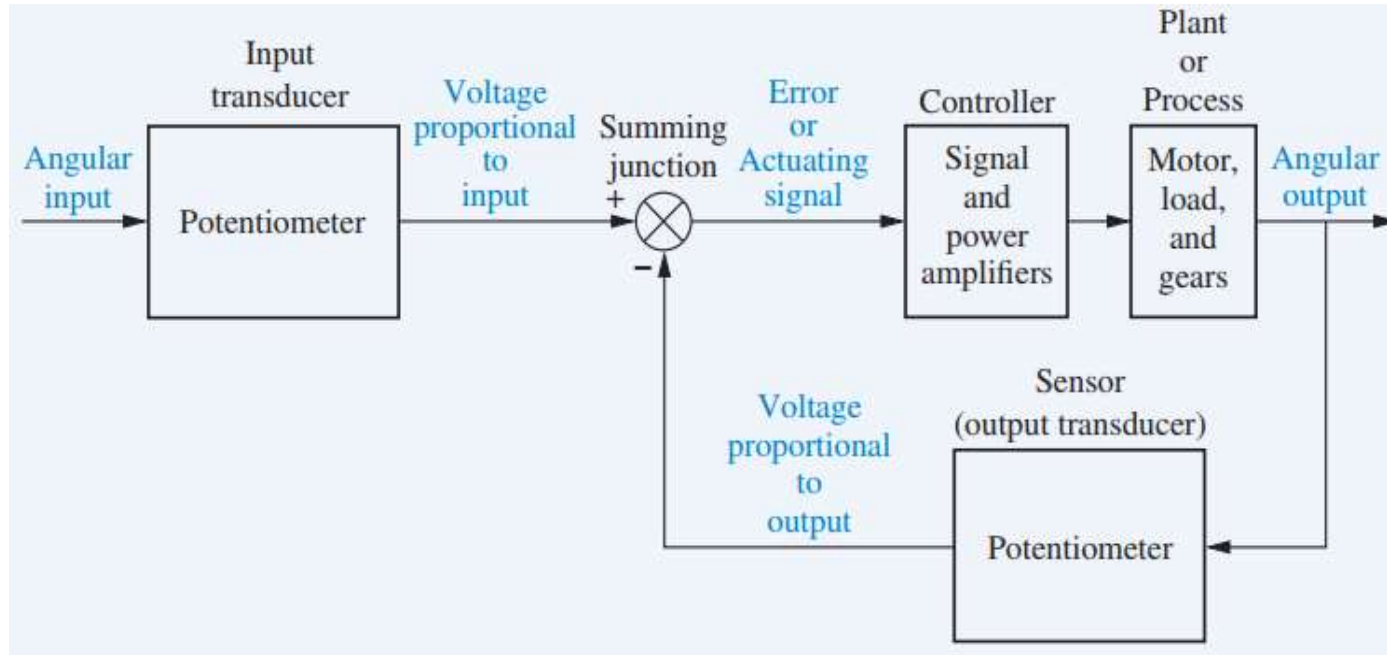 Input
transducer
Angular
input
Potentiometer
Voltage
proportional
to
input
Summing
junction
+
−
Error
or
Actuating
signal
Controller
Signal
and
power
amplifiers
Plant
or
Process
Motor,
load,
and
gears
Angular
output
Sensor
(output transducer)
Potentiometer
Voltage
proportional
to
output